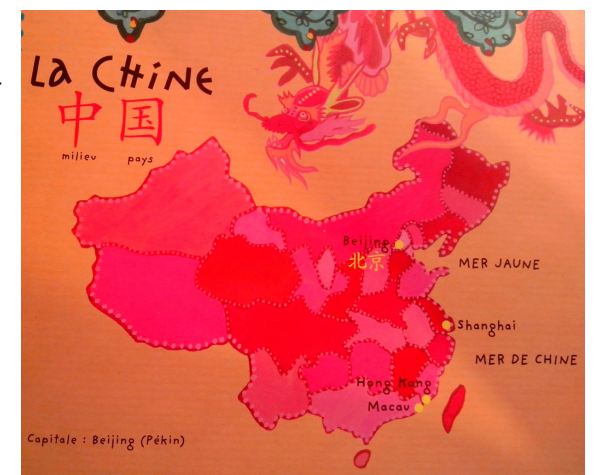 La CHiNE
中国
milieu pays
Beijing
北京
MER JAUNE
Shanghai
MER DE CHINE
Hong Kong
Macau
Capitale : Beijing (Pékin)